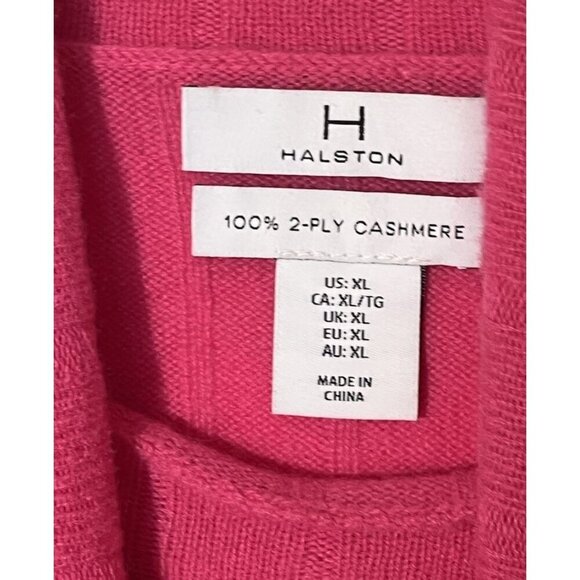 H
HALSTON
100% 2-PLY CASHMERE
US: XL
CA: XL/TG
UK: XL
EU: XL
AU: XL
MADE IN
CHINA